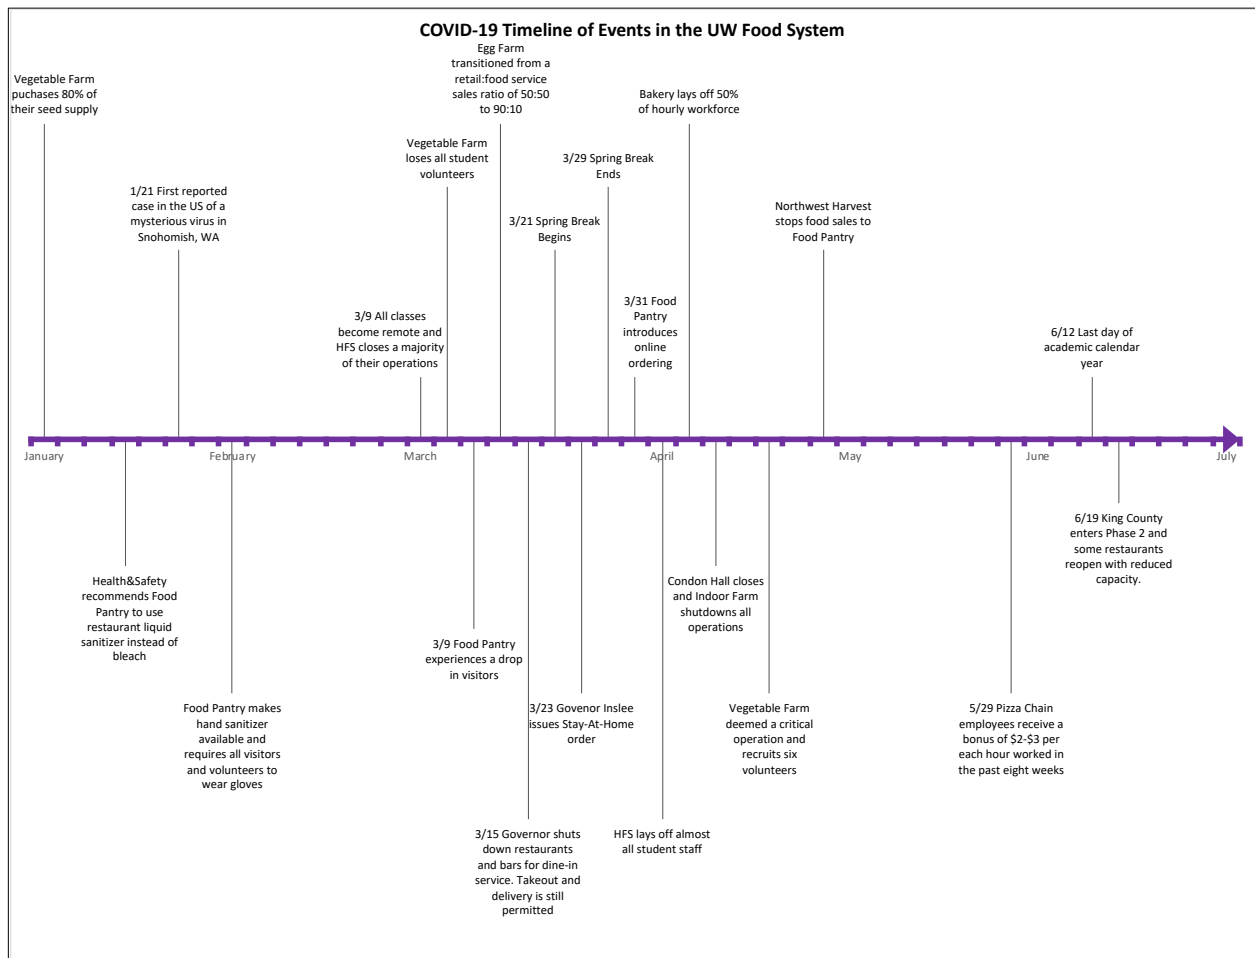 COVID-19 Timeline of Events in the UW Food System
Vegetable Farm
puchases 80% of
their seed supply
1/21 First reported
case in the US of a
mysterious virus in
Snohomish, WA
3/9 All classes
become remote and
HFS closes a majority
of their operations
Vegetable Farm
loses all student
volunteers
Egg Farm
transitioned from a
retail:food service
sales ratio of 50:50
to 90:10
3/21 Spring Break
Begins
3/29 Spring Break
Ends
3/31 Food
Pantry
introduces
online
ordering
Bakery lays off 50%
of hourly workforce
Northwest Harvest
stops food sales to
Food Pantry
6/12 Last day of
academic calendar
year
January
February
March
April
May
June
July
Health&Safety
recommends Food
Pantry to use
restaurant liquid
sanitizer instead of
bleach
Food Pantry makes
hand sanitizer
available and
requires all visitors
and volunteers to
wear gloves
3/9 Food Pantry
experiences a drop
in visitors
3/15 Governor shuts
down restaurants
and bars for dine-in
service. Takeout and
delivery is still
permitted
3/23 Govenor Inslee
issues Stay-At-Home
order
HFS lays off almost
all student staff
Condon Hall closes
and Indoor Farm
shutdowns all
operations
Vegetable Farm
deemed a critical
operation and
recruits six
volunteers
5/29 Pizza Chain
employees receive a
bonus of $2-$3 per
each hour worked in
the past eight weeks
6/19 King County
enters Phase 2 and
some restaurants
reopen with reduced
capacity.